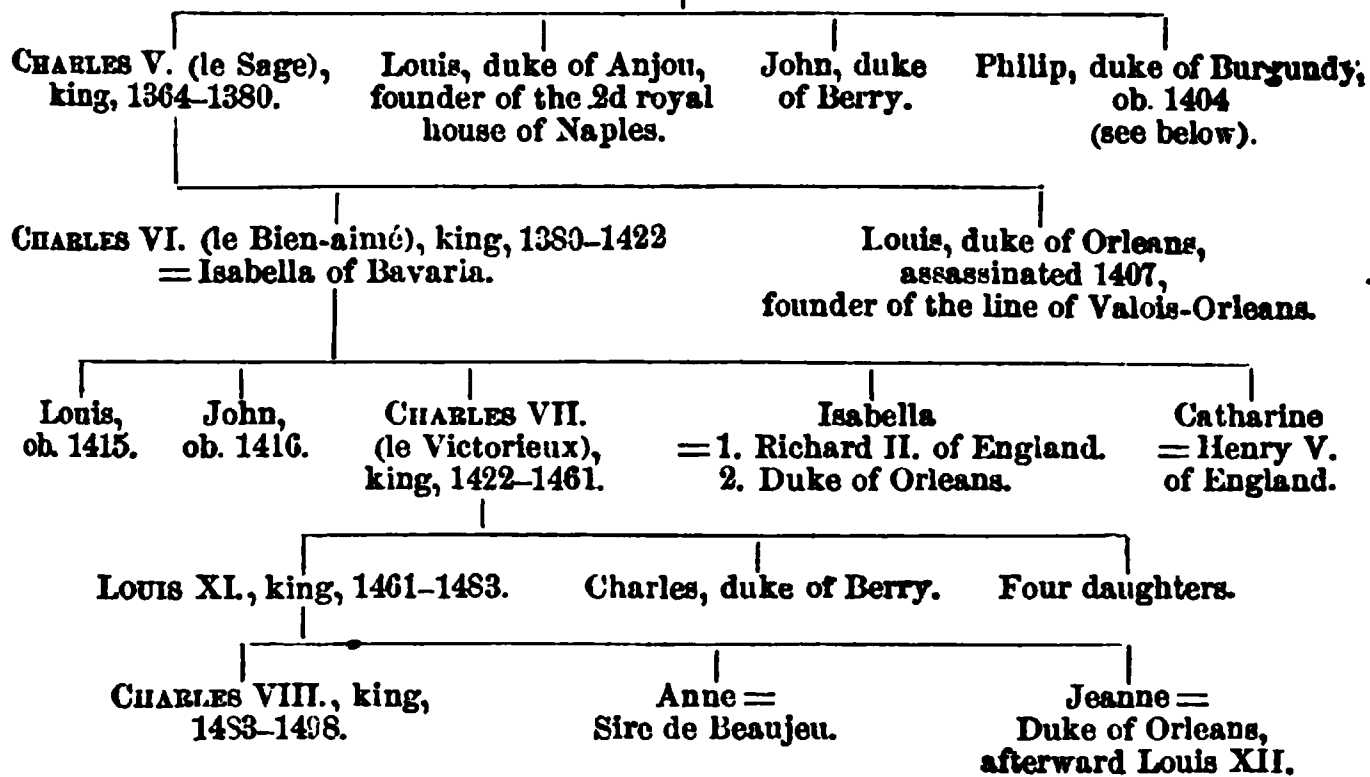 CHARLES V. (le Sage),
king, 1364–1380.
Louis, duke of Anjou,
founder of the 2d royal
house of Naples.
John, duke
of Berry.
Philip, duke of Burgundy,
ob. 1404
(see below).
CHARLES VI. (le Bien-aimé), king, 1380–1422
= Isabella of Bavaria.
Louis, duke of Orleans,
assassinated 1407,
founder of the line of Valois-Orleans.
Louis,
ob. 1415.
John,
ob. 1416.
CHARLES VII.
(le Victorieux),
king, 1422–1461.
Isabella
= 1. Richard II. of England.
2. Duke of Orleans.
Catharine
= Henry V.
of England.
LOUIS XI., king, 1461–1483.
Charles, duke of Berry.
Four daughters.
CHARLES VIII., king,
1483–1498.
Anne =
Sire de Beaujeu.
Jeanne =
Duke of Orleans,
afterward Louis XII.